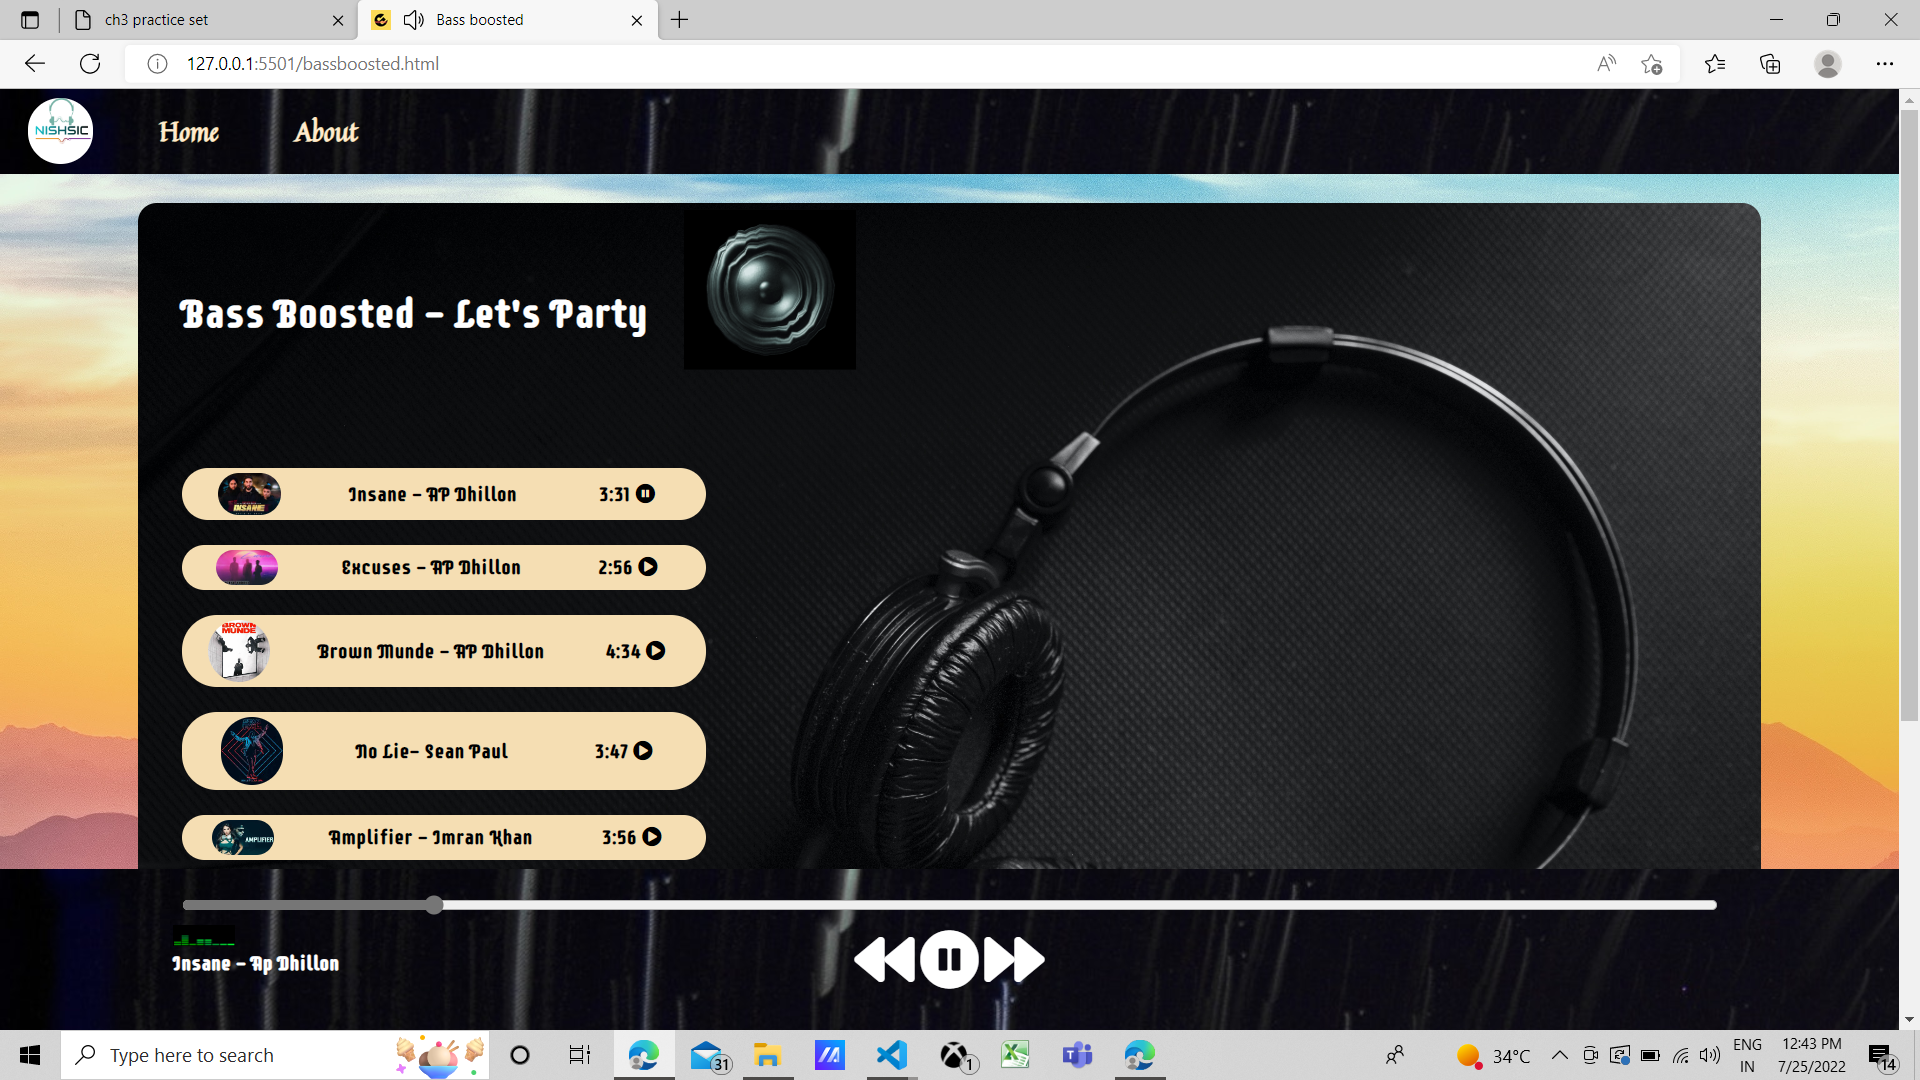 ch3 practice set
Bass boosted
127.0.0.1:5501/bassboosted.html
NISHSIC
Home
About
Bass Boosted - Let's Party
Insane - AP Dhillon
3:31
Excuses - AP Dhillon
2:56
BROWN
MUNDE
Brown Munde - AP Dhillon
4:34
No Lie- Sean Paul
3:47
AMPLIFIER
Amplifier - Imran Khan
3:56
Insane - Ap Dhillon
Type here to search
31
1
34°C
ENG
IN
12:43 PM
7/25/2022
14